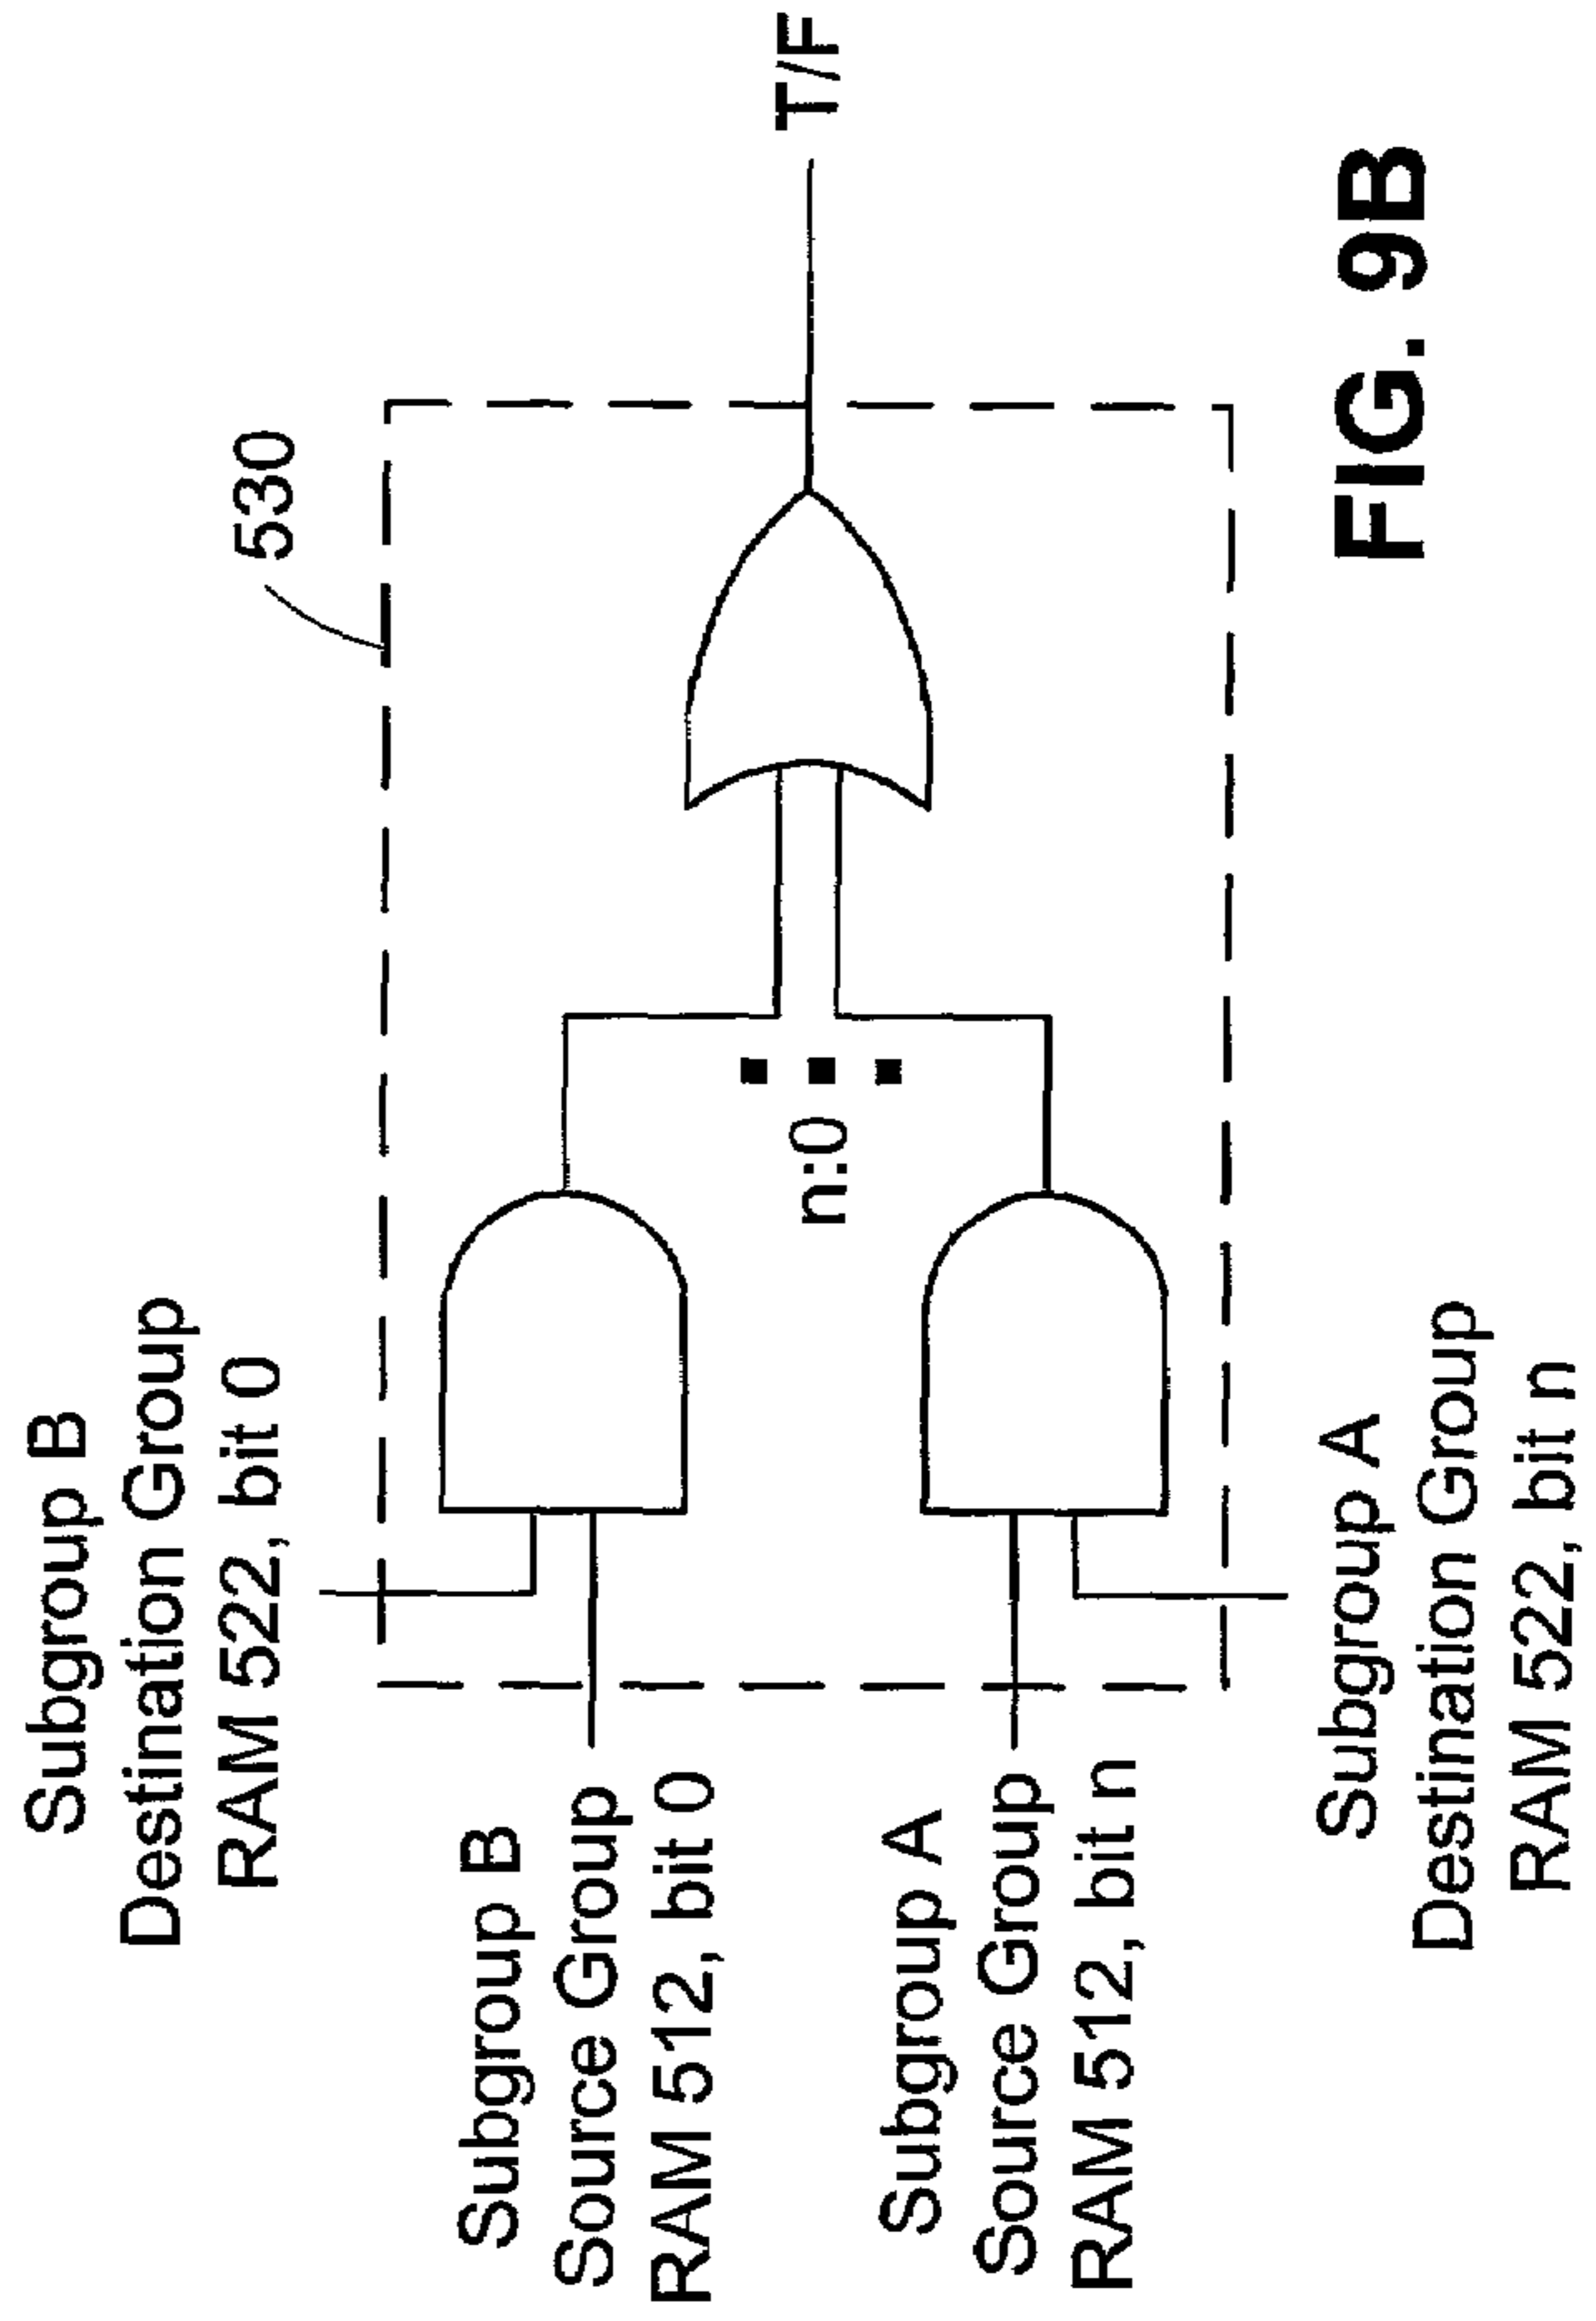 Subgroup B
Destination Group
RAM 522, bit 0
530
Subgroup B
Source Group
RAM 512, bit 0
n:0
T/F
Subgroup A
Source Group
RAM 512, bit n
Subgroup A
Destination Group
RAM 522, bit n
FIG. 9B